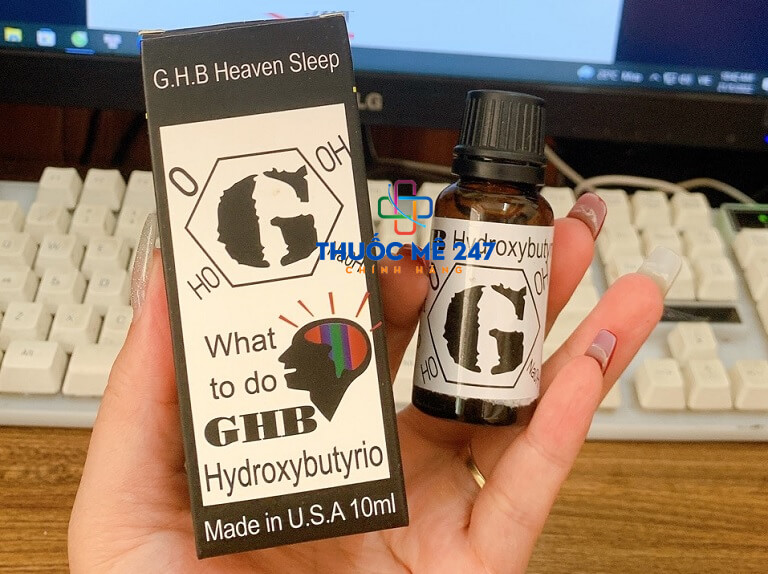 G.H.B Heaven Sleep
O
OH
G
HO
What
to do
GHB
Hydroxybutyrio
Made in U.S.A 10ml
THUỐC MÊ 247
CHÍNH HÃNG
Hydroxybutyri
OH
G
HO
LG